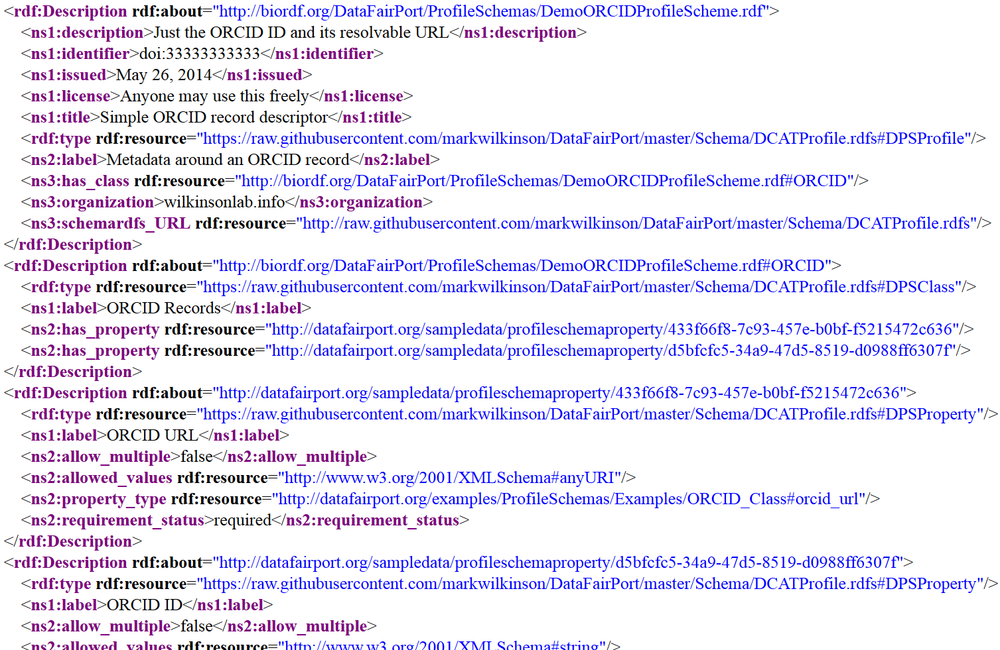 <rdf:Description rdf:about="http://biordf.org/DataFairPort/ProfileSchemas/DemoORCIDProfileScheme.rdf">
<ns1:description>Just the ORCID ID and its resolvable URL</ns1:description>
<ns1:identifier>doi:33333333333</ns1:identifier>
<ns1:issued>May 26, 2014</ns1:issued>
<ns1:license>Anyone may use this freely</ns1:license>
<ns1:title>Simple ORCID record descriptor</ns1:title>
<rdf:type rdf:resource="https://raw.githubusercontent.com/markwilkinson/DataFairPort/master/Schema/DCATProfile.rdfs#DPSProfile"/>
<ns2:label>Metadata around an ORCID record</ns2:label>
<ns3:has_class rdf:resource="http://biordf.org/DataFairPort/ProfileSchemas/DemoORCIDProfileScheme.rdf#ORCID"/>
<ns3:organization>wilkinsonlab.info</ns3:organization>
<ns3:schemardfs_URL rdf:resource="http://raw.githubusercontent.com/markwilkinson/DataFairPort/master/Schema/DCATProfile.rdfs"/>
</rdf:Description>
<rdf:Description rdf:about="http://biordf.org/DataFairPort/ProfileSchemas/DemoORCIDProfileScheme.rdf#ORCID">
<rdf:type rdf:resource="https://raw.githubusercontent.com/markwilkinson/DataFairPort/master/Schema/DCATProfile.rdfs#DPSClass"/>
<ns1:label>ORCID Records</ns1:label>
<ns2:has_property rdf:resource="http://datafairport.org/sampledata/profileschemaproperty/433f66f8-7c93-457e-b0bf-f5215472c636"/>
<ns2:has_property rdf:resource="http://datafairport.org/sampledata/profileschemaproperty/d5bfcfc5-34a9-47d5-8519-d0988ff6307f"/>
</rdf:Description>
<rdf:Description rdf:about="http://datafairport.org/sampledata/profileschemaproperty/433f66f8-7c93-457e-b0bf-f5215472c636">
<rdf:type rdf:resource="https://raw.githubusercontent.com/markwilkinson/DataFairPort/master/Schema/DCATProfile.rdfs#DPSProperty"/>
<ns1:label>ORCID URL</ns1:label>
<ns2:allow_multiple>false</ns2:allow_multiple>
<ns2:allowed_values rdf:resource="http://www.w3.org/2001/XMLSchema#anyURI"/>
<ns2:property_type rdf:resource="http://datafairport.org/examples/ProfileSchemas/Examples/ORCID_Class#orcid_url"/>
<ns2:requirement_status>required</ns2:requirement_status>
</rdf:Description>
<rdf:Description rdf:about="http://datafairport.org/sampledata/profileschemaproperty/d5bfcfc5-34a9-47d5-8519-d0988ff6307f">
<rdf:type rdf:resource="https://raw.githubusercontent.com/markwilkinson/DataFairPort/master/Schema/DCATProfile.rdfs#DPSProperty"/>
<ns1:label>ORCID ID</ns1:label>
<ns2:allow_multiple>false</ns2:allow_multiple>
<ns2:allowed_values rdf:resource="http://www.w3.org/2001/XMLSchema#string"/>